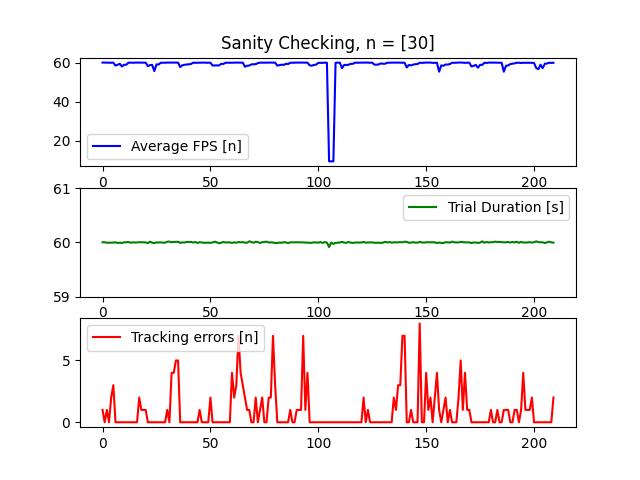 Sanity Checking, n = [30]
60
40
20
Average FPS [n]
0 50 100 150 200
61
60
59
Trial Duration [s]
0 50 100 150 200
5
0
Tracking errors [n]
0 50 100 150 200